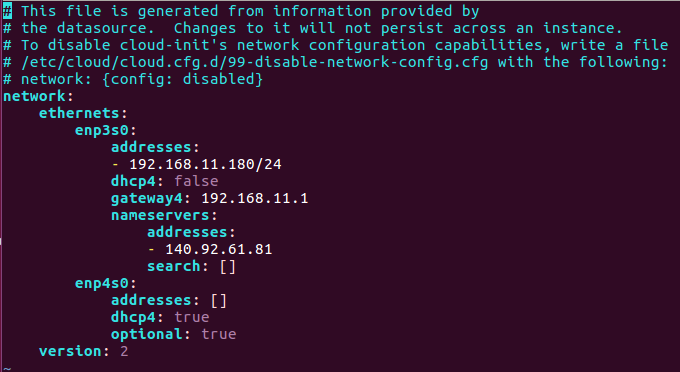 # This file is generated from information provided by
# the datasource.  Changes to it will not persist across an instance.
# To disable cloud-init's network configuration capabilities, write a file
# /etc/cloud/cloud.cfg.d/99-disable-network-config.cfg with the following:
# network: {config: disabled}
network:
    ethernets:
        enp3s0:
            addresses:
            - 192.168.11.180/24
            dhcp4: false
            gateway4: 192.168.11.1
            nameservers:
                addresses:
                - 140.92.61.81
                search: []
        enp4s0:
            addresses: []
            dhcp4: true
            optional: true
    version: 2
~